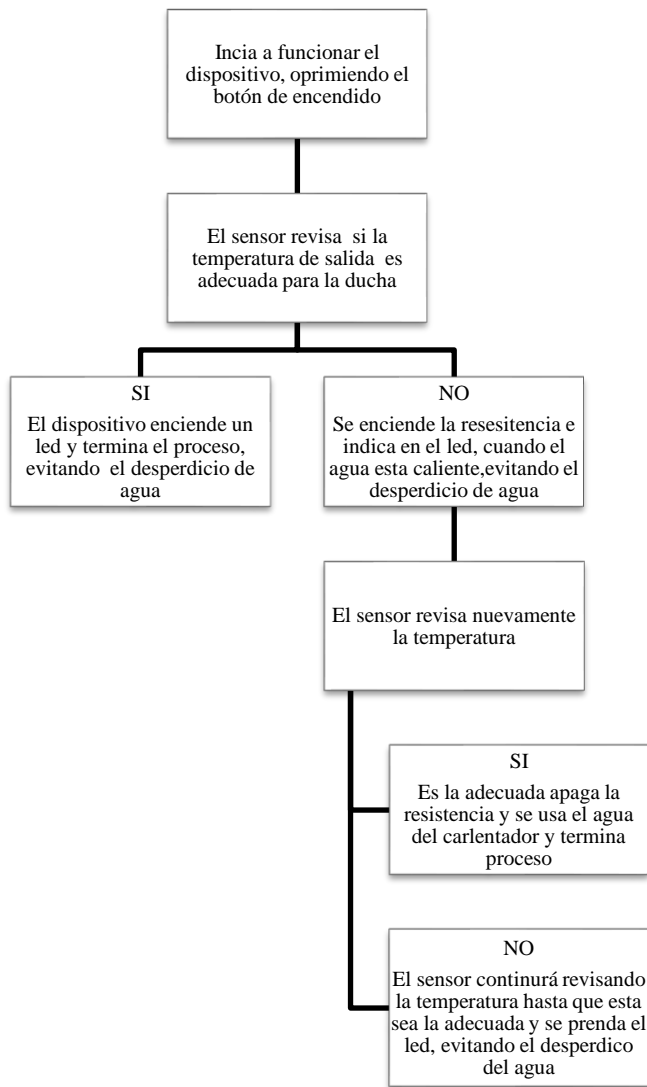 Incia a funcionar el
dispositivo, oprimiendo el
botón de encendido
El sensor revisa si la
temperatura de salida es
adecuada para la ducha
SI
El dispositivo enciende un
led y termina el proceso,
evitando el desperdicio de
agua
NO
Se enciende la resesitencia e
indica en el led, cuando el
agua esta caliente,evitando el
desperdicio de agua
El sensor revisa nuevamente
la temperatura
SI
Es la adecuada apaga la
resistencia y se usa el agua
del carlentador y termina
proceso
NO
El sensor continurá revisando
la temperatura hasta que esta
sea la adecuada y se prenda el
led, evitando el desperdico
del agua